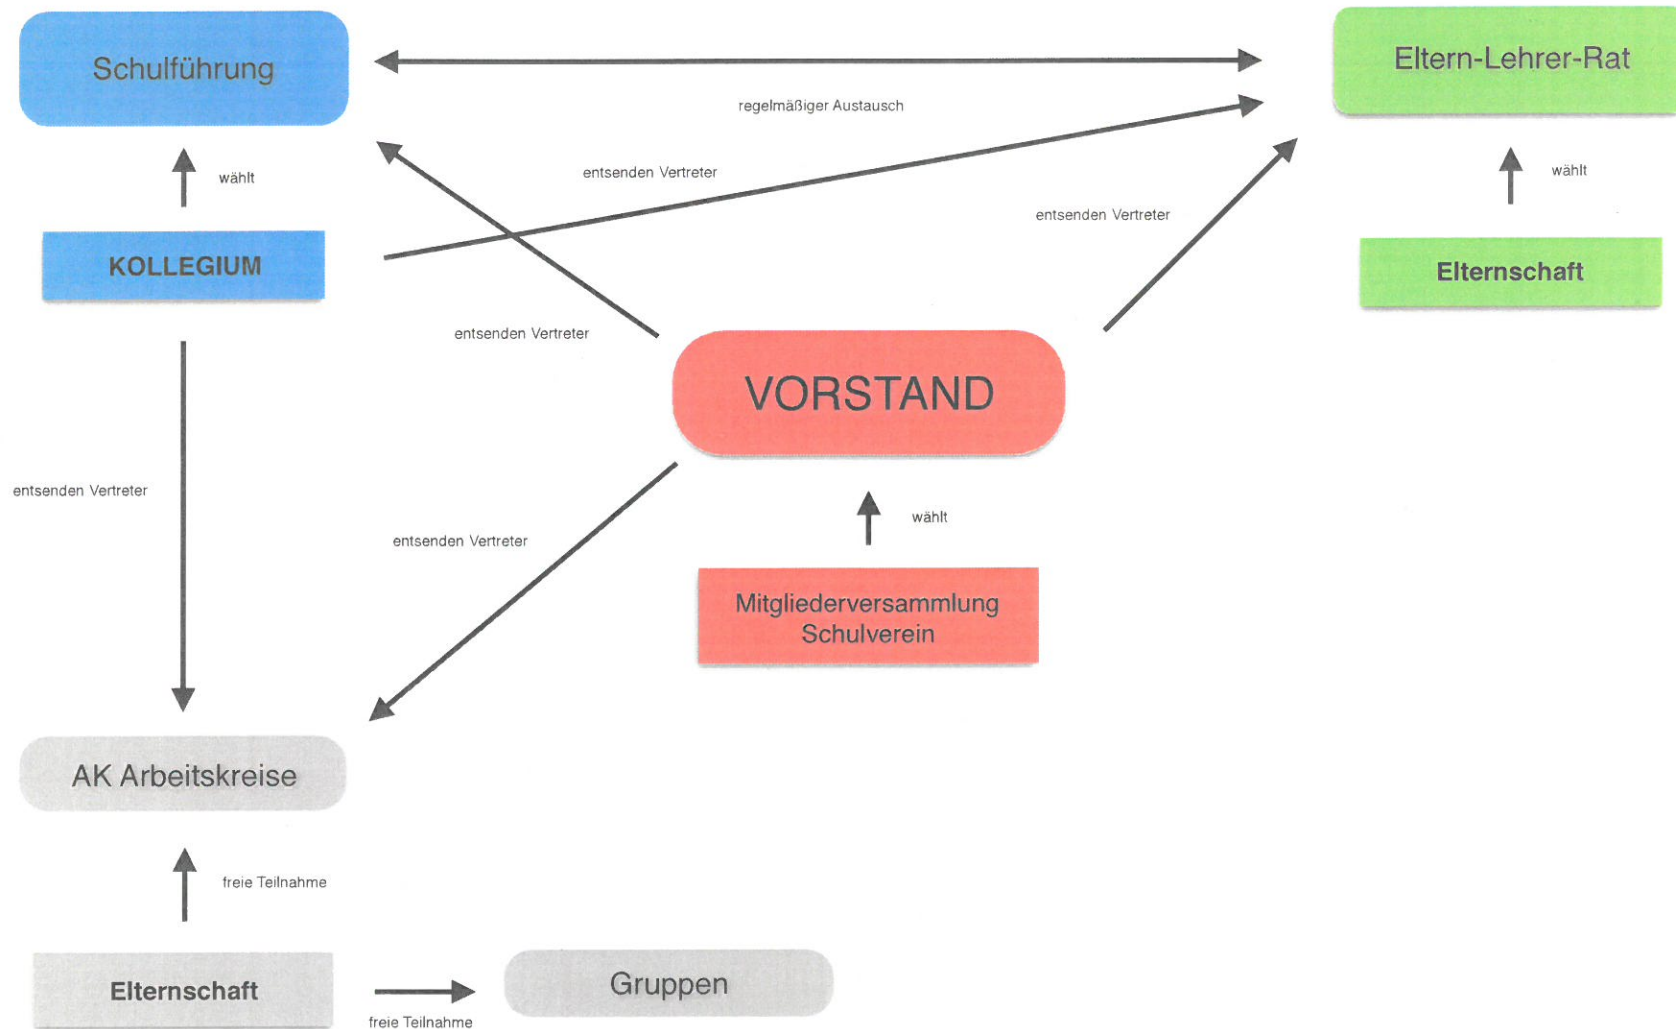 Schulführung
Eltern-Lehrer-Rat
regelmäßiger Austausch
wählt
entsenden Vertreter
wählt
entsenden Vertreter
KOLLEGIUM
Elternschaft
entsenden Vertreter
VORSTAND
entsenden Vertreter
wählt
entsenden Vertreter
Mitgliederversammlung
Schulverein
AK Arbeitskreise
freie Teilnahme
Elternschaft
Gruppen
freie Teilnahme